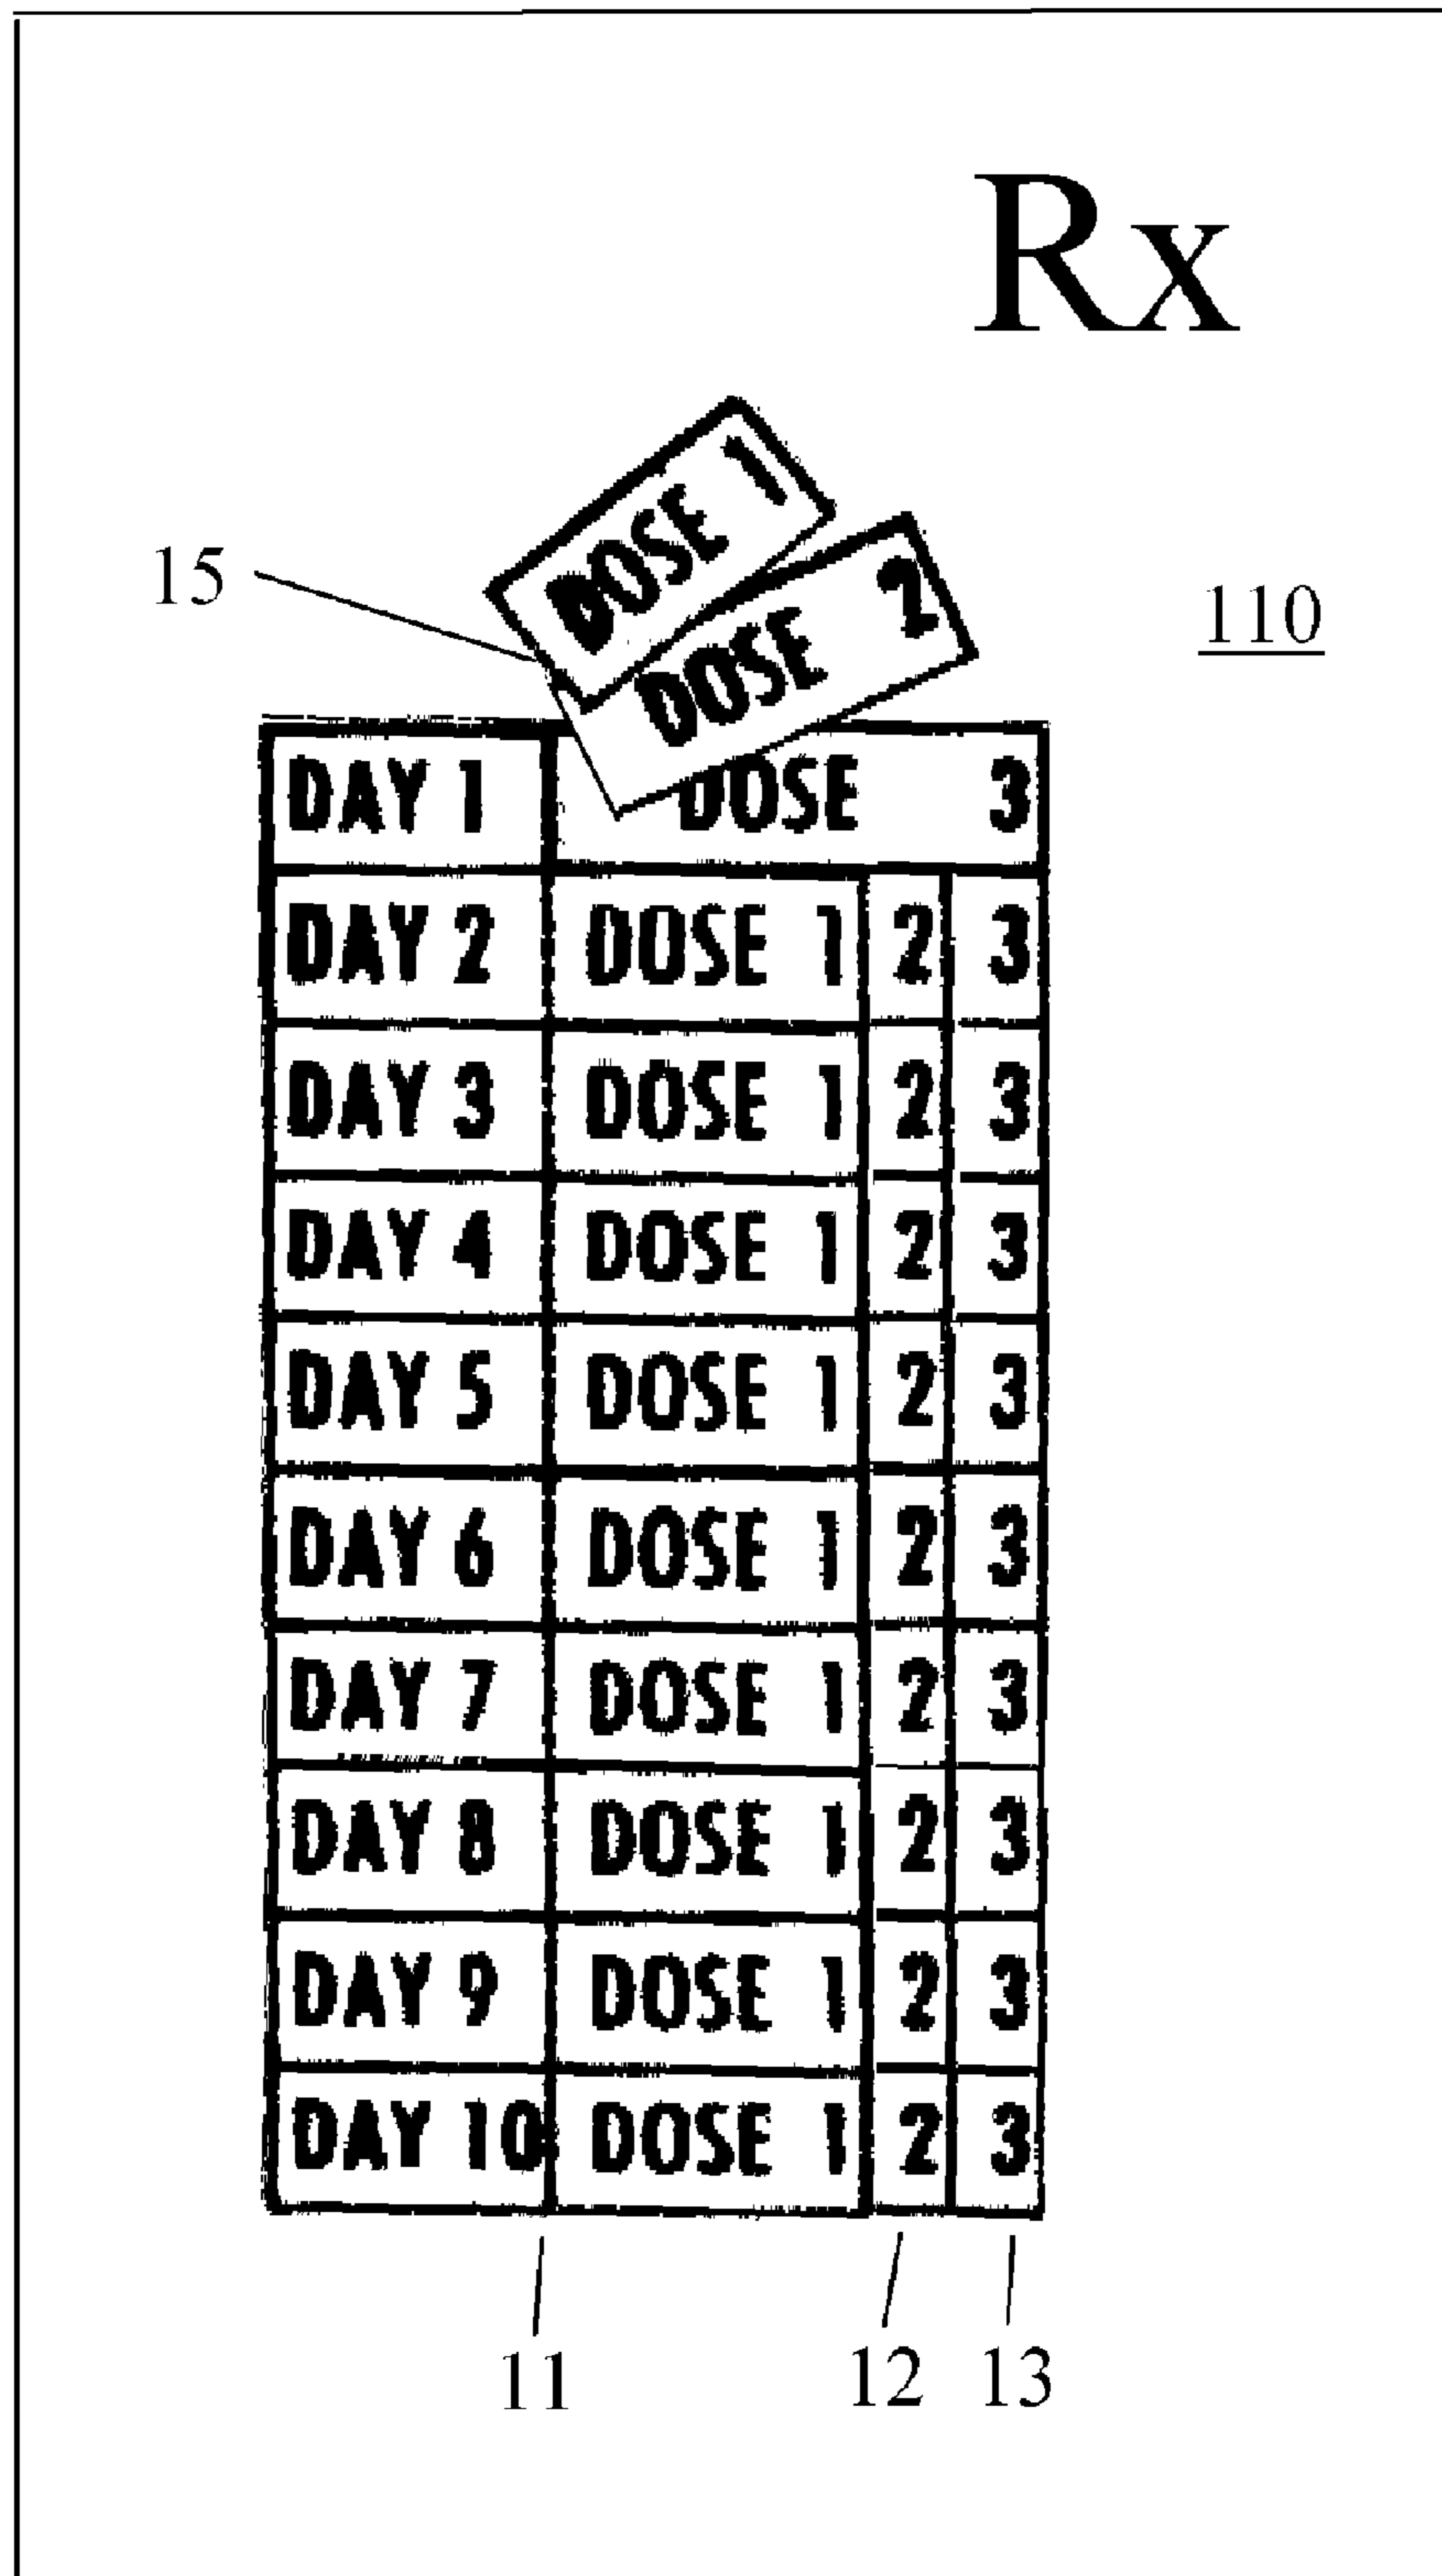 Rx
DOSE 1
15
DOSE 2
110
DAY 1 DOSE 3
DAY 2 DOSE 1 2 3
DAY 3 DOSE 1 2 3
DAY 4 DOSE 1 2 3
DAY 5 DOSE 1 2 3
DAY 6 DOSE 1 2 3
DAY 7 DOSE 1 2 3
DAY 8 DOSE 1 2 3
DAY 9 DOSE 1 2 3
DAY 10 DOSE 1 2 3
11 12 13